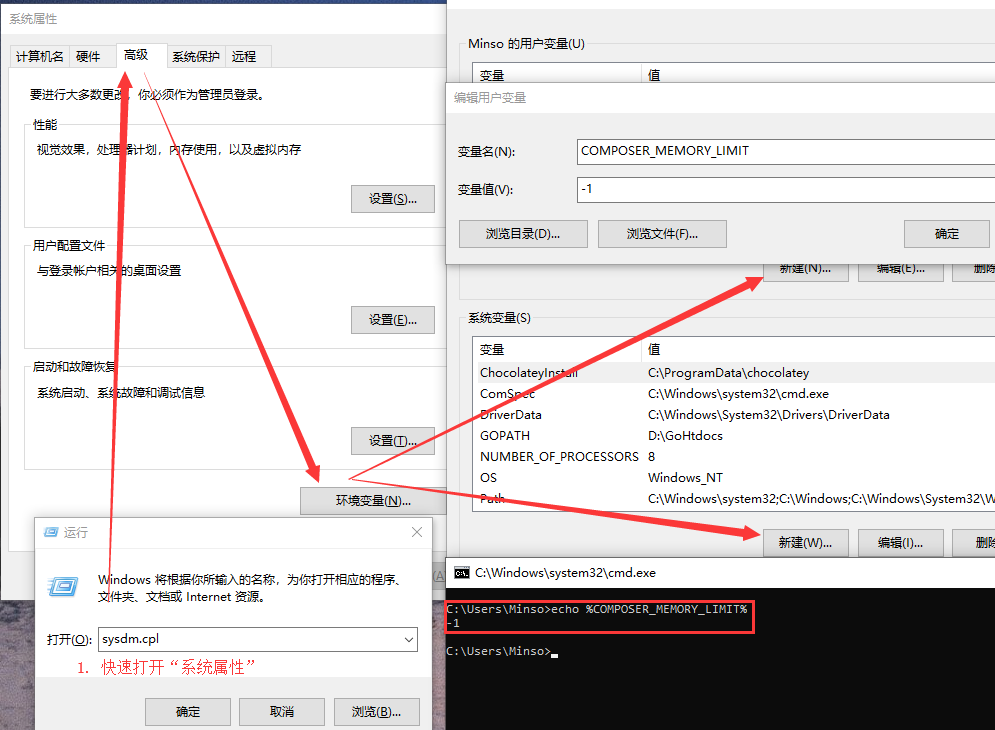 系统属性
计算机名 硬件 高级 系统保护 远程
要进行大多数更改，你必须作为管理员登录。
性能
视觉效果，处理器计划，内存使用，以及虚拟内存
设置(S)...
用户配置文件
与登录帐户相关的桌面设置
设置(E)...
启动和故障恢复
系统启动、系统故障和调试信息
设置(T)...
环境变量(N)...
(A
运行
Windows 将根据你所输入的名称，为你打开相应的程序、
文件夹、文档或 Internet 资源。
打开(O): sysdm.cpl
1. 快速打开“系统属性”
确定 取消 浏览(B)...
Minso 的用户变量(U)
变量 值
编辑用户变量
变量名(N): COMPOSER_MEMORY_LIMIT
变量值(V): -1
浏览目录(D)... 浏览文件(F)... 确定
新建(N)... 编辑(E)... 删除
系统变量(S)
变量 值
ChocolateyInstall C:\ProgramData\chocolatey
ComSpec C:\Windows\system32\cmd.exe
DriverData C:\Windows\System32\Drivers\DriverData
GOPATH D:\GoHtdocs
NUMBER_OF_PROCESSORS 8
OS Windows_NT
Path C:\Windows\system32;C:\Windows;C:\Windows\System32\W
新建(W)... 编辑(I)... 删除
C:\Windows\system32\cmd.exe
C:\Users\Minso>echo %COMPOSER_MEMORY_LIMIT%
-1
C:\Users\Minso>